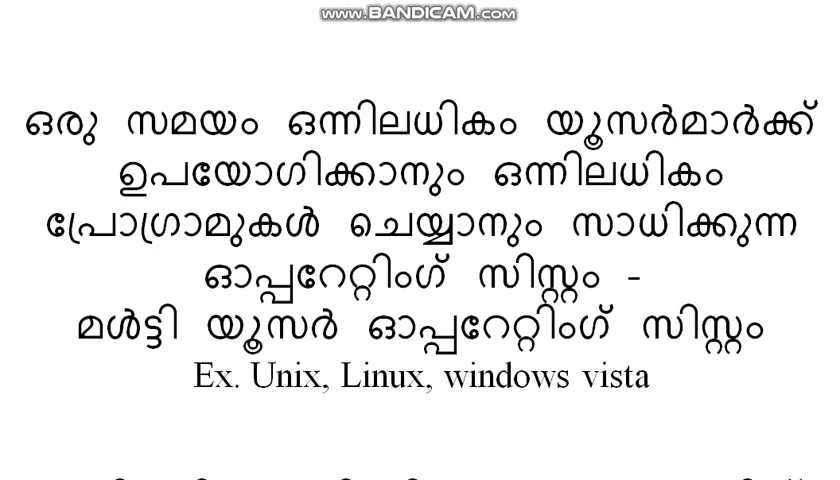 www.BANDICAM.com
ഒരു സമയം ഒന്നിലധികം യൂസർമാർക്ക്
ഉപയോഗിക്കാനും ഒന്നിലധികം
പ്രോഗ്രാമുകൾ ചെയ്യാനും സാധിക്കുന്ന
ഓപ്പറേറ്റിംഗ് സിസ്റ്റം -
മൾട്ടി യൂസർ ഓപ്പറേറ്റിംഗ് സിസ്റ്റം
Ex. Unix, Linux, windows vista